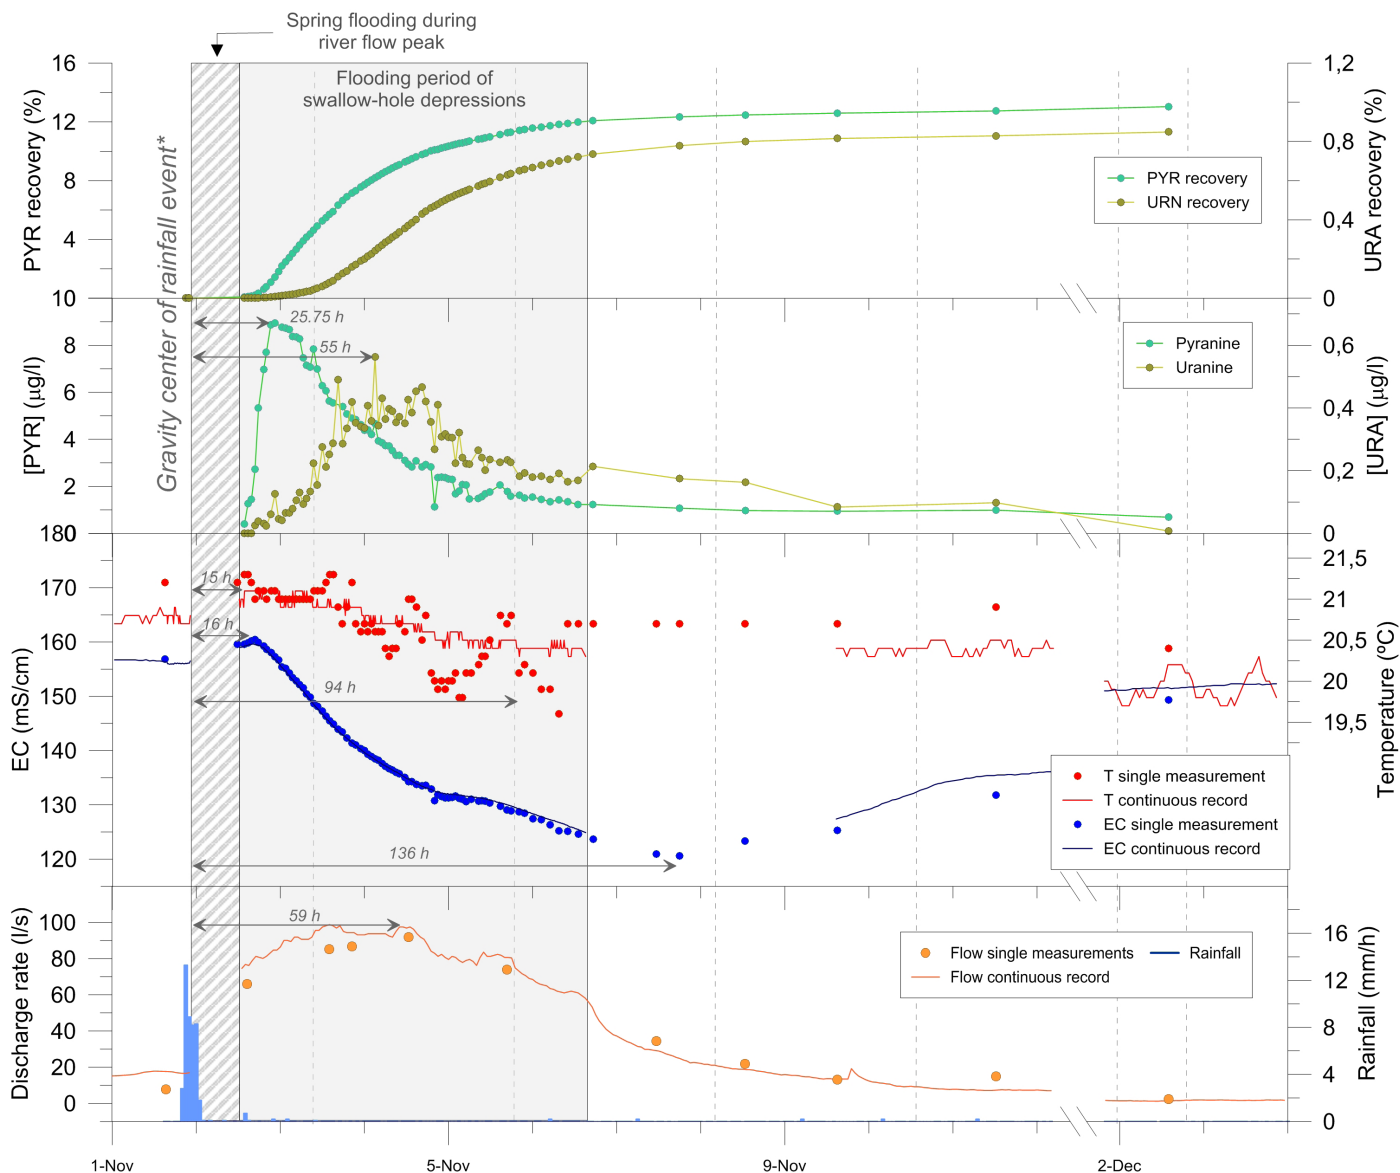 Spring flooding during
river flow peak
Flooding period of
swallow-hole depressions
Gravity center of rainfall event*
PYR recovery (%)
16
12
8
4
10
URA recovery (%)
1,2
0,8
0,4
0
PYR recovery
URN recovery
[PYR] (µg/l)
8
6
4
2
0
25.75 h
55 h
[URA] (µg/l)
0,6
0,4
0,2
0
Pyranine
Uranine
EC (mS/cm)
180
170
160
150
140
130
120
15 h
16 h
94 h
136 h
Temperature (ºC)
21,5
21
20,5
20
19,5
T single measurement
T continuous record
EC single measurement
EC continuous record
Discharge rate (l/s)
100
80
60
40
20
0
59 h
Rainfall (mm/h)
16
12
8
4
0
Flow single measurements
Rainfall
Flow continuous record
1-Nov
5-Nov
9-Nov
2-Dec